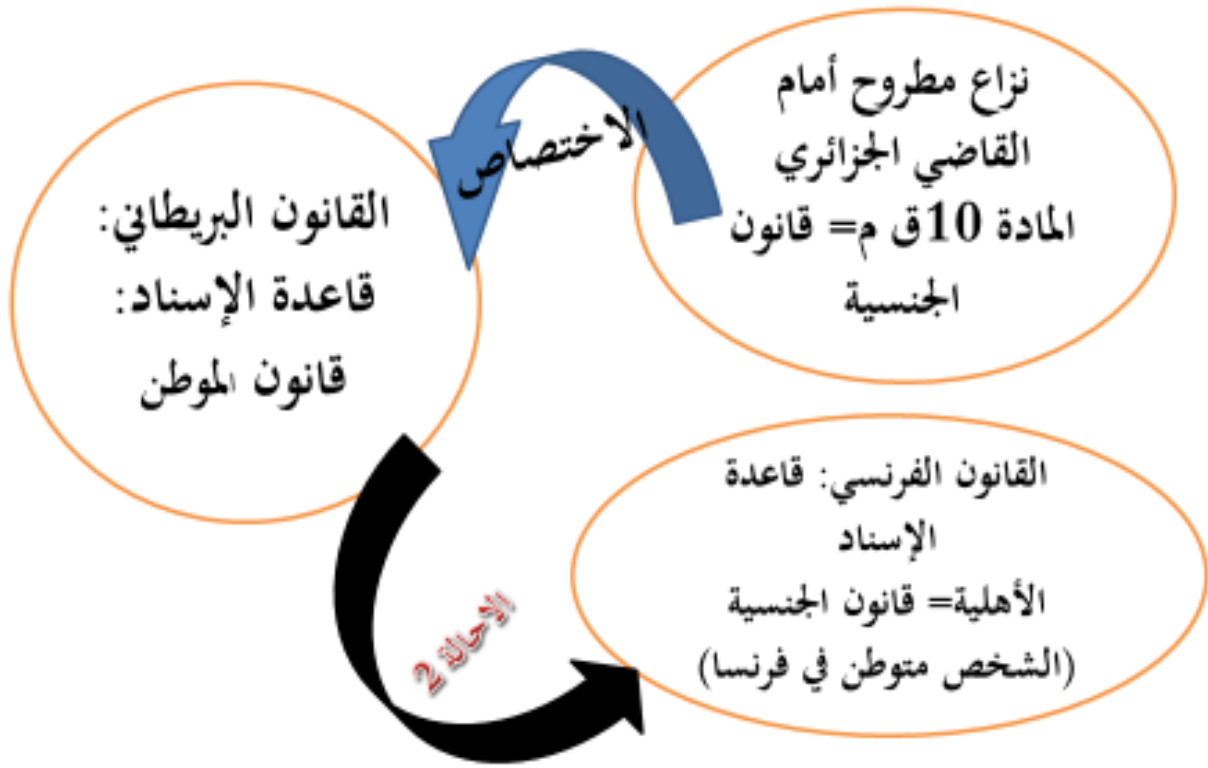 نزاع مطروح أمام
القاضي الجزائري
المادة 10ق م= قانون
الجنسية
الاختصاص
القانون البريطاني:
قاعدة الإسناد:
قانون الموطن
الاحالة 2
القانون الفرنسي: قاعدة
الإسناد
الأهلية= قانون الجنسية
(الشخص متوطن في فرنسا)